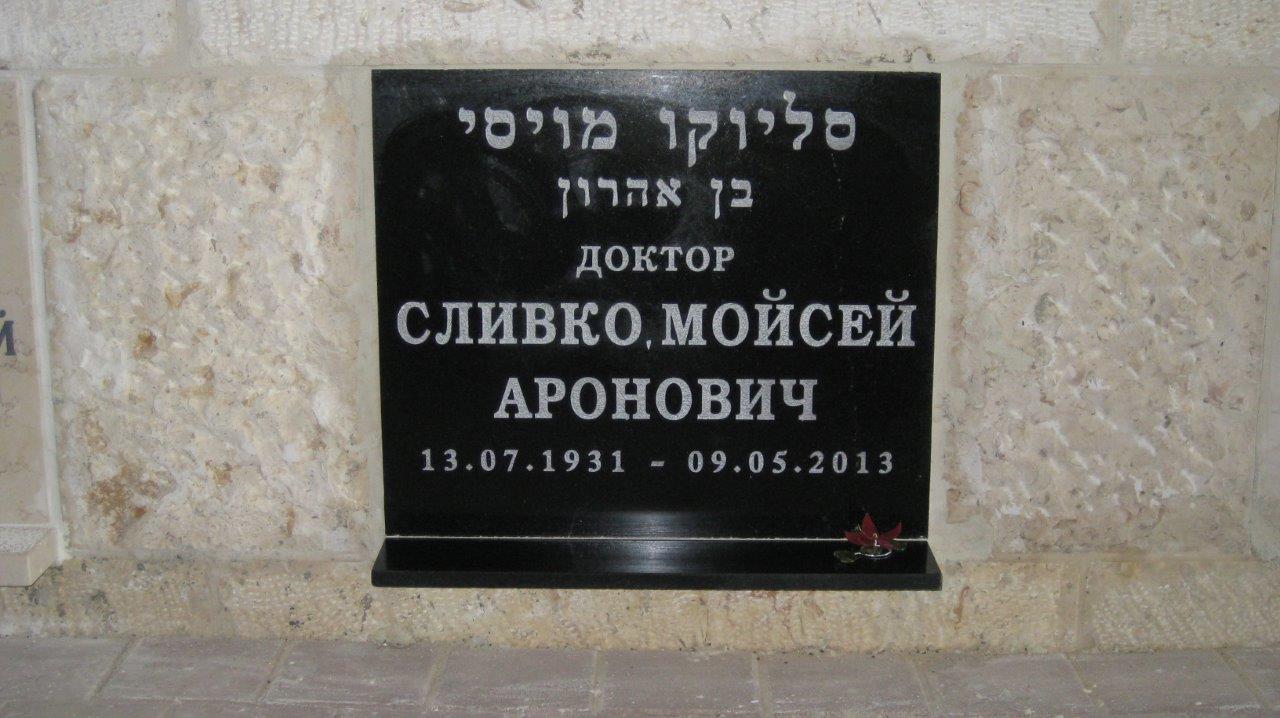 סליוקו מויסי
בן אהרון
ДОКТОР
СЛИВКО, МОЙСЕЙ
АРОНОВИЧ
13.07.1931 - 09.05.2013
Й